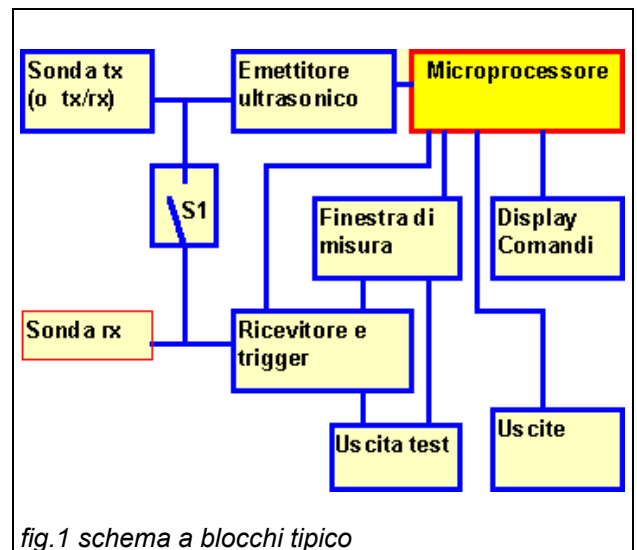 Sonda tx
(o tx/rx)
Emettitore
ultrasonico
Microprocessore
S1
Finestra di
misura
Display
Comandi
Sonda rx
Ricevitore e
trigger
Uscita test
Uscite
fig.1 schema a blocchi tipico